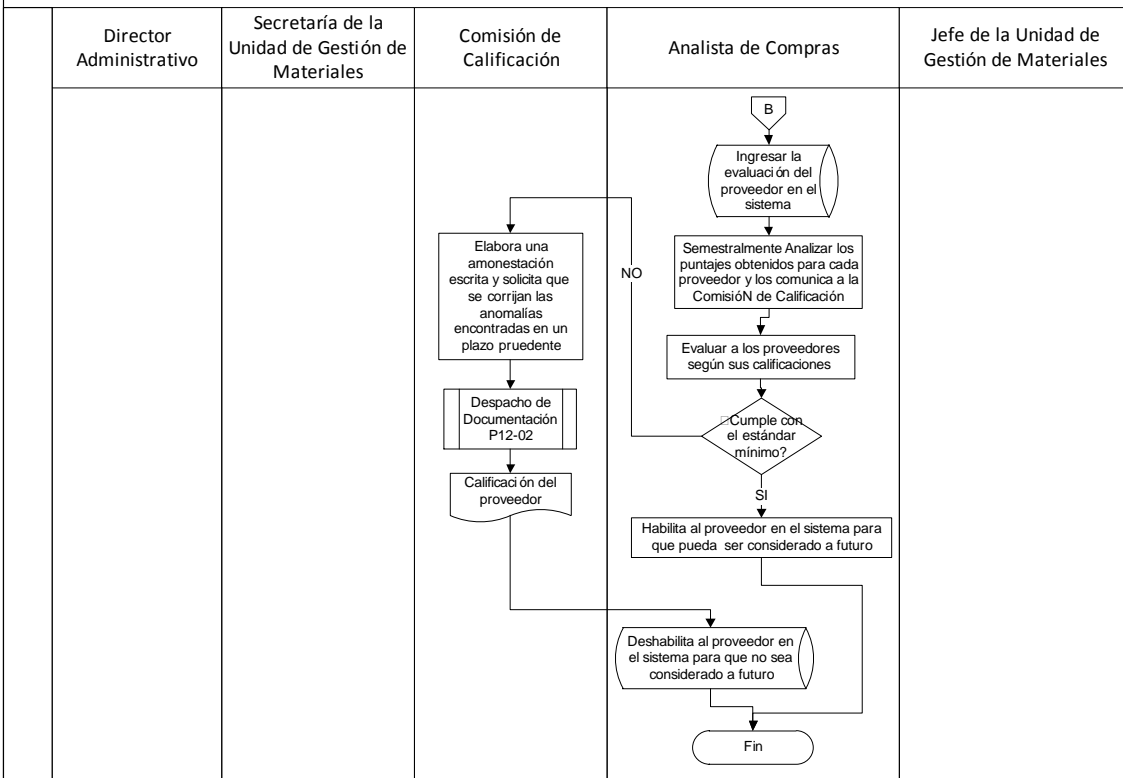 Director
Administrativo
Secretaría de la
Unidad de Gestión de
Materiales
Comisión de
Calificación
Analista de Compras
Jefe de la Unidad de
Gestión de Materiales
B
Ingresar la
evaluación del
proveedor en el
sistema
Semestralmente Analizar los
puntajes obtenidos para cada
proveedor y los comunica a la
ComisióN de Calificación
Evaluar a los proveedores
según sus calificaciones
Cumple con
el estándar
mínimo?
NO
Elabora una
amonestación
escrita y solicita que
se corrijan las
anomalías
encontradas en un
plazo pruedente
Despacho de
Documentación
P12-02
Calificación del
proveedor
SI
Habilita al proveedor en el sistema para
que pueda ser considerado a futuro
Deshabilita al proveedor en
el sistema para que no sea
considerado a futuro
Fin